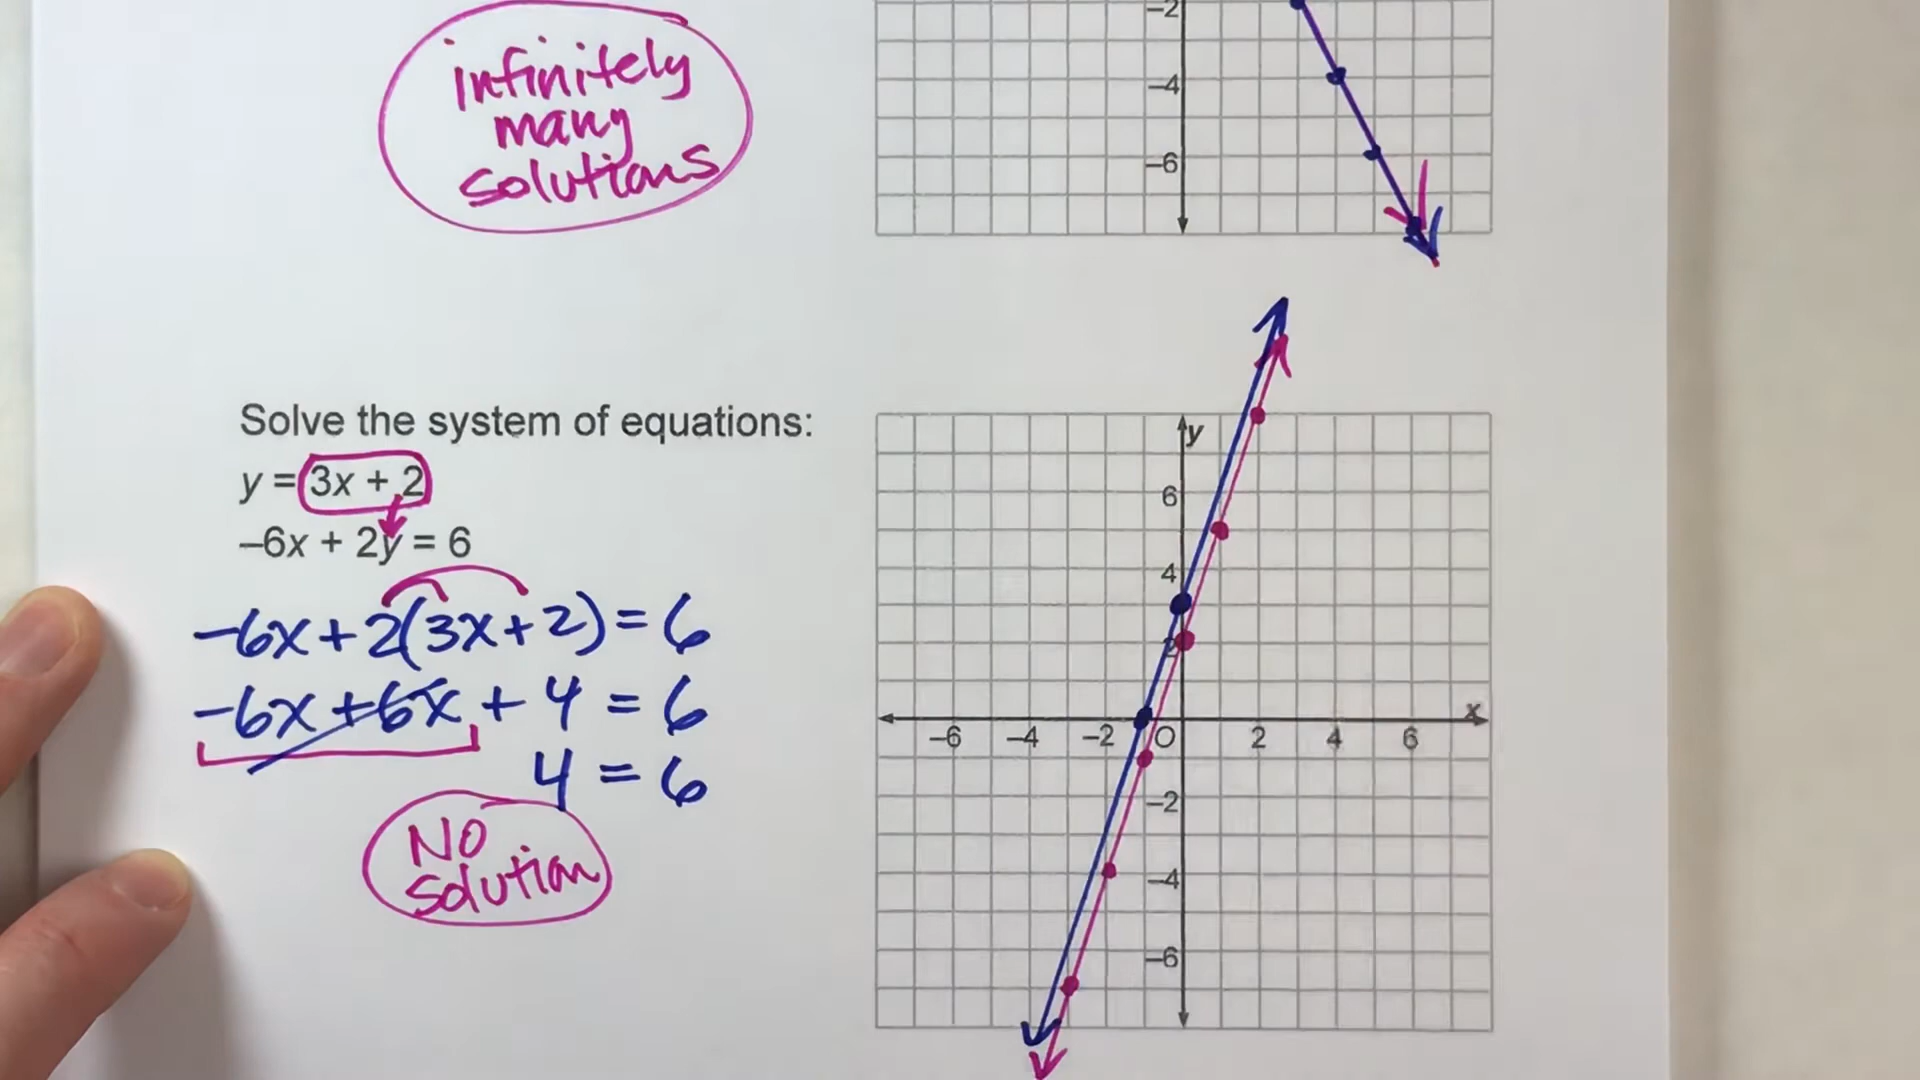 infinitely
many
solutions
–2
–4
–6
Solve the system of equations:
y = 3x + 2
–6x + 2y = 6
-6x + 2(3x + 2) = 6
-6x + 6x + 4 = 6
4 = 6
No
solution
y
6
4
2
x
–6 –4 –2 O 2 4 6
–2
–4
–6